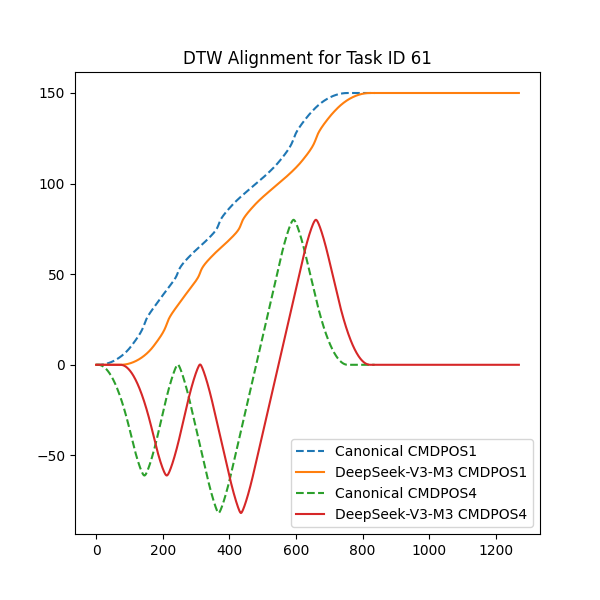 DTW Alignment for Task ID 61
150
100
50
0
−50
Canonical CMDPOS1
DeepSeek-V3-M3 CMDPOS1
Canonical CMDPOS4
DeepSeek-V3-M3 CMDPOS4
0 200 400 600 800 1000 1200